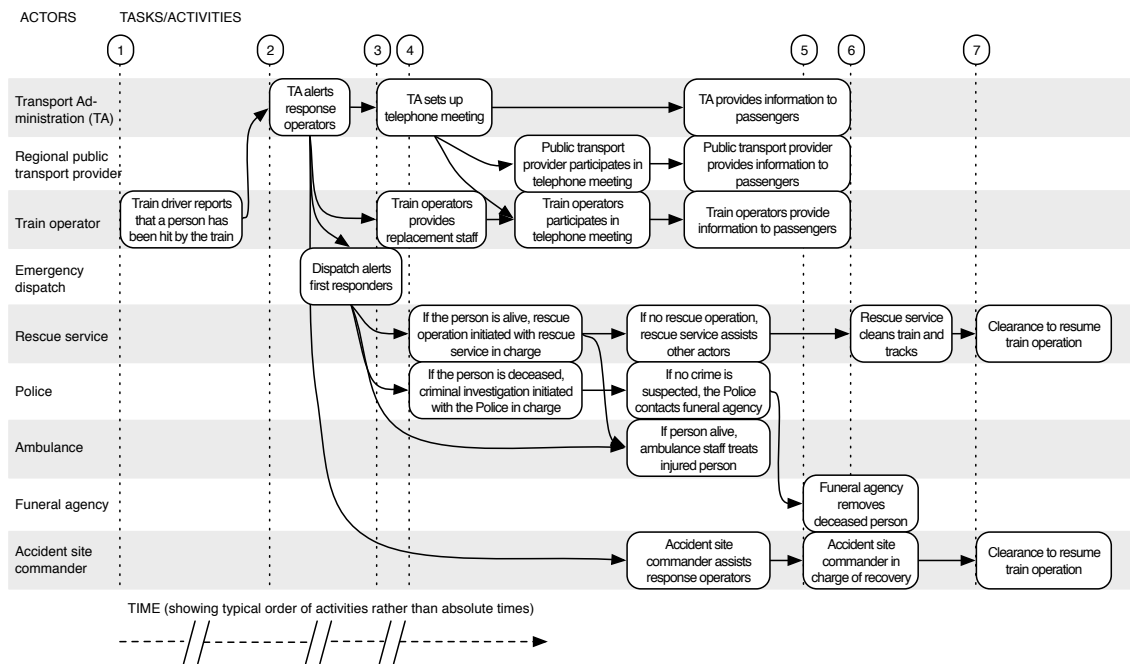 ACTORS
TASKS/ACTIVITIES
1
2
3
4
5
6
7
Transport Ad-
ministration (TA)
TA alerts
response
operators
TA sets up
telephone meeting
TA provides information to
passengers
Regional public
transport provider
Public transport
provider participates in
telephone meeting
Public transport provider
provides information to
passengers
Train operator
Train driver reports
that a person has
been hit by the train
Train operators
provides
replacement staff
Train operators
participates in
telephone meeting
Train operators provide
information to passengers
Emergency
dispatch
Dispatch alerts
first responders
Rescue service
If the person is alive, rescue
operation initiated with rescue
service in charge
If no rescue operation,
rescue service assists
other actors
Rescue service
cleans train and
tracks
Clearance to resume
train operation
Police
If the person is deceased,
criminal investigation initiated
with the Police in charge
If no crime is
suspected, the Police
contacts funeral agency
Ambulance
If person alive,
ambulance staff treats
injured person
Funeral agency
Funeral agency
removes
deceased person
Accident site
commander
Accident site
commander assists
response operators
Accident site
commander in
charge of recovery
Clearance to resume
train operation
TIME (showing typical order of activities rather than absolute times)